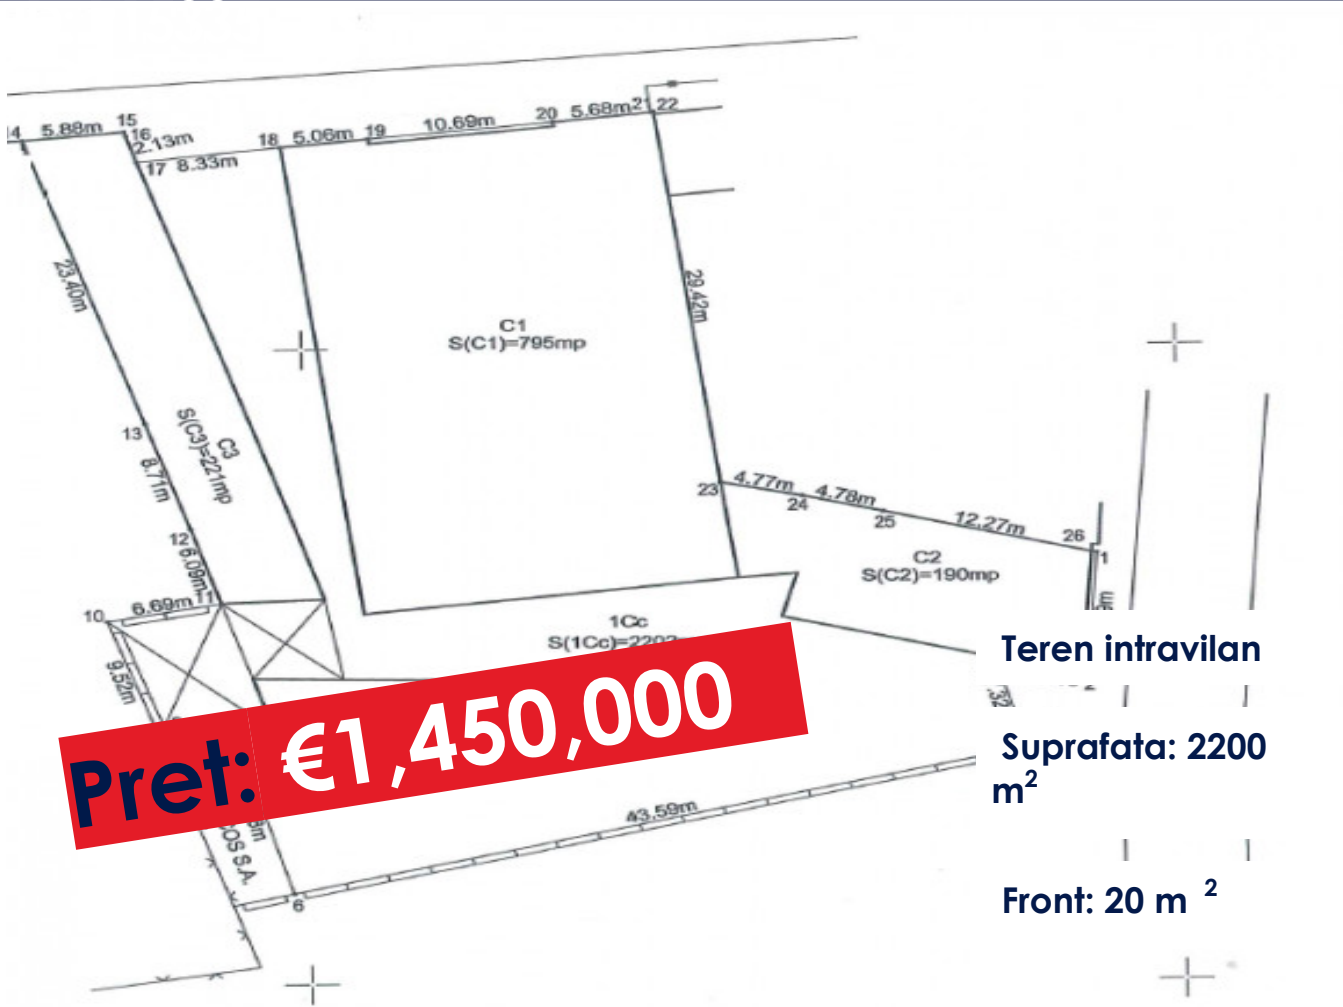 15
14 5.88m 16
2.13m
17 8.33m
18 5.06m 19 10.69m 20 5.68m 21 22
23.40m
29.42m
C1
S(C1)=795mp
C3
S(C3)=221mp
13
8.71m
12
6.09m
11
10 6.69m
9.52m
23 4.77m 24 4.78m 25 12.27m 26
1
C2
S(C2)=190mp
1Cc
Teren intravilan
Pret: €1,450,000
Suprafata: 2200
m²
43.59m
Front: 20 m ²
6
COS S.A.